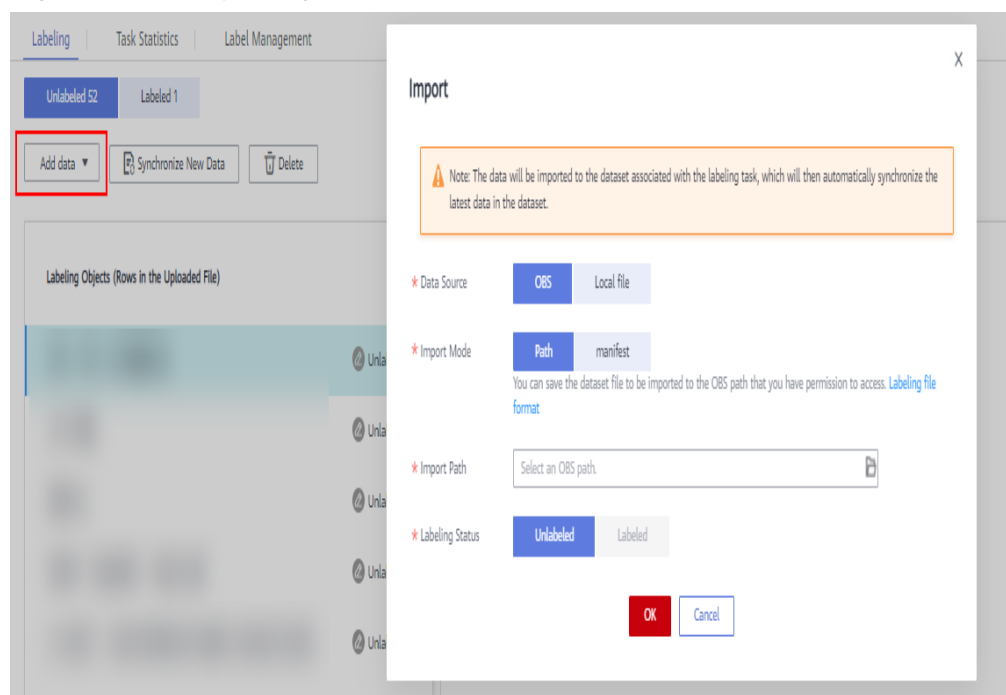 Labeling
Task Statistics
Label Management
Unlabeled 52
Labeled 1
Add data
Synchronize New Data
Delete
Labeling Objects (Rows in the Uploaded File)
Unla
Unla
Unla
Unla
Unla
X
Import
Note: The data will be imported to the dataset associated with the labeling task, which will then automatically synchronize the
latest data in the dataset.
* Data Source
OBS
Local file
* Import Mode
Path
manifest
You can save the dataset file to be imported to the OBS path that you have permission to access. Labeling file
format
* Import Path
Select an OBS path.
* Labeling Status
Unlabeled
Labeled
OK
Cancel